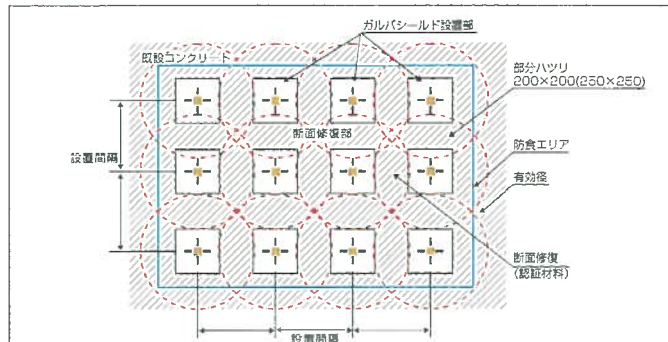 ガルバシールド設置部
既設コンクリート
部分ハツリ
200×200(250×250)
断面修復部
設置間隔
防食エリア
有効径
断面修復
(認証材料)
設置間隔